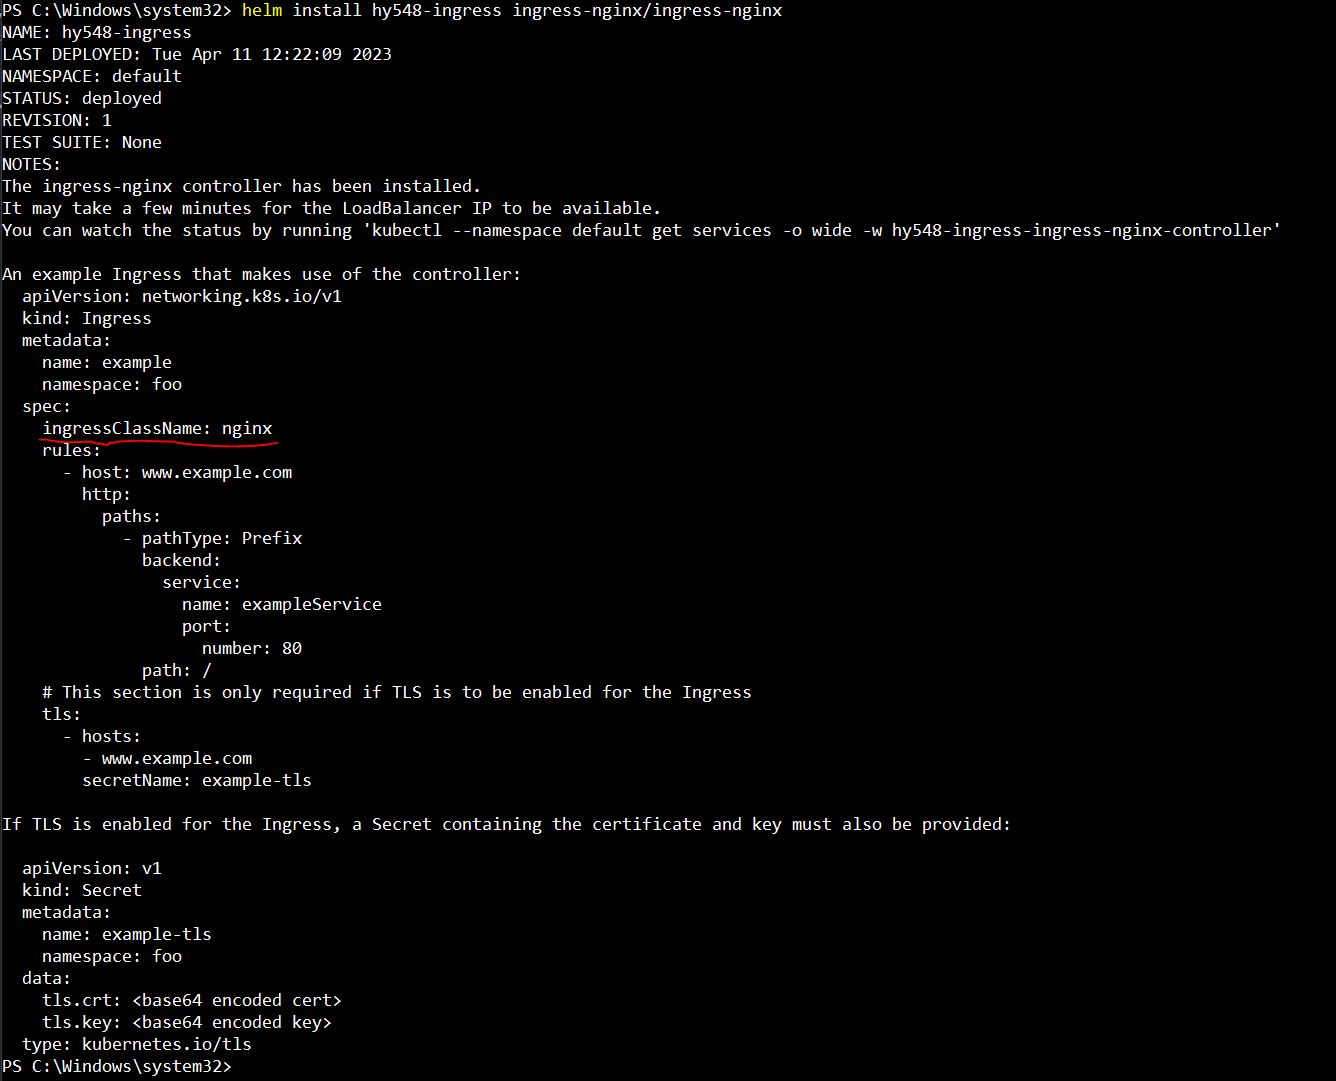 PS C:\Windows\system32> helm install hy548-ingress ingress-nginx/ingress-nginx
NAME: hy548-ingress
LAST DEPLOYED: Tue Apr 11 12:22:09 2023
NAMESPACE: default
STATUS: deployed
REVISION: 1
TEST SUITE: None
NOTES:
The ingress-nginx controller has been installed.
It may take a few minutes for the LoadBalancer IP to be available.
You can watch the status by running 'kubectl --namespace default get services -o wide -w hy548-ingress-ingress-nginx-controller'

An example Ingress that makes use of the controller:
  apiVersion: networking.k8s.io/v1
  kind: Ingress
  metadata:
    name: example
    namespace: foo
  spec:
    ingressClassName: nginx
    rules:
      - host: www.example.com
        http:
          paths:
            - pathType: Prefix
              backend:
                service:
                  name: exampleService
                  port:
                    number: 80
              path: /
    # This section is only required if TLS is to be enabled for the Ingress
    tls:
      - hosts:
        - www.example.com
        secretName: example-tls

If TLS is enabled for the Ingress, a Secret containing the certificate and key must also be provided:

  apiVersion: v1
  kind: Secret
  metadata:
    name: example-tls
    namespace: foo
  data:
    tls.crt: <base64 encoded cert>
    tls.key: <base64 encoded key>
  type: kubernetes.io/tls
PS C:\Windows\system32>